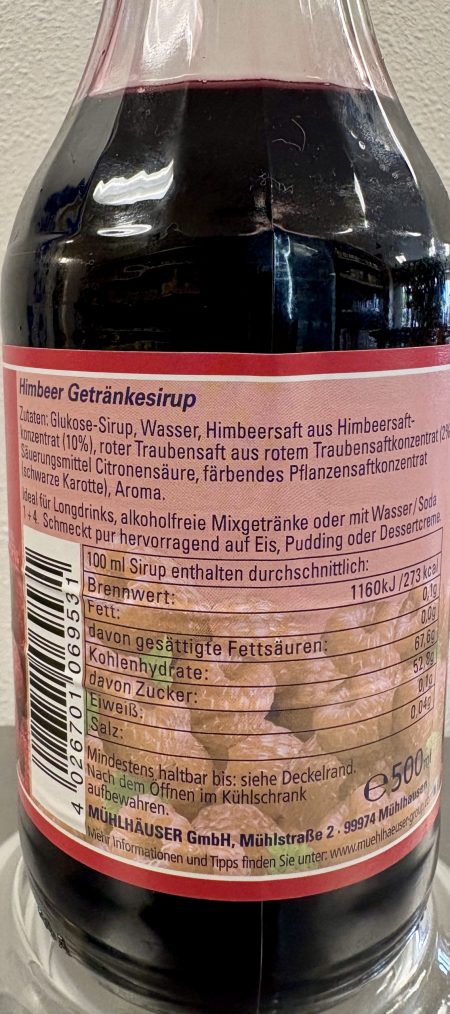 Himbeer Getränkesirup
Zutaten: Glukose-Sirup, Wasser, Himbeersaft aus Himbeersaft-
konzentrat (10%), roter Traubensaft aus rotem Traubensaftkonzentrat (2%
Säuerungsmittel Citronensäure, färbendes Pflanzensaftkonzentrat
(schwarze Karotte), Aroma.
Ideal für Longdrinks, alkoholfreie Mixgetränke oder mit Wasser/Soda
1+4. Schmeckt pur hervorragend auf Eis, Pudding oder Dessertcreme.
100 ml Sirup enthalten durchschnittlich:
Brennwert: 1160kJ/273 kcal
Fett: 0,1g
davon gesättigte Fettsäuren: 0,0g
Kohlenhydrate: 67,6g
davon Zucker: 52,9g
Eiweiß: 0,1g
Salz: 0,04g
Mindestens haltbar bis: siehe Deckelrand.
Nach dem Öffnen im Kühlschrank
aufbewahren.
e 500 ml
MÜHLHÄUSER GmbH, Mühlstraße 2 · 99974 Mühlhausen
Mehr Informationen und Tipps finden Sie unter: www.muehlhaeuser-group
4 026701 069531